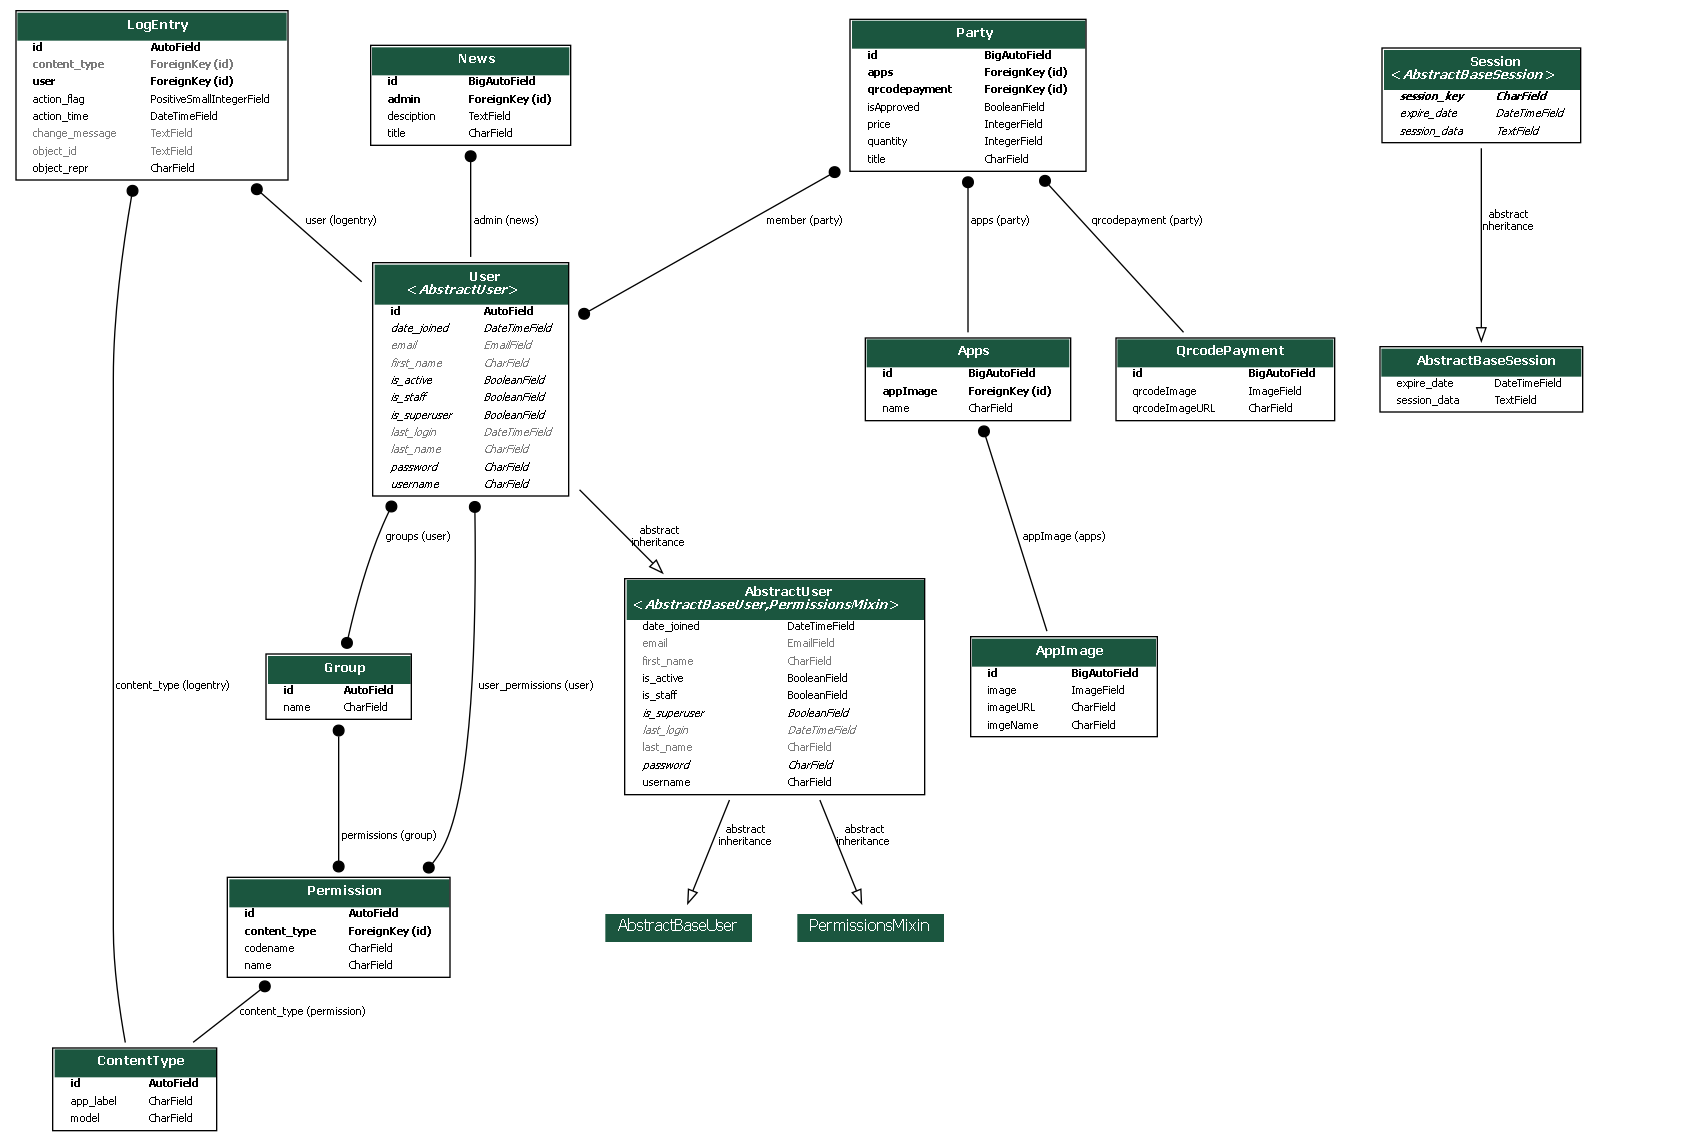 LogEntry
id AutoField
content_type ForeignKey (id)
user ForeignKey (id)
action_flag PositiveSmallIntegerField
action_time DateTimeField
change_message TextField
object_id TextField
object_repr CharField
News
id BigAutoField
admin ForeignKey (id)
desciption TextField
title CharField
Party
id BigAutoField
apps ForeignKey (id)
qrcodepayment ForeignKey (id)
isApproved BooleanField
price IntegerField
quantity IntegerField
title CharField
Session
<AbstractBaseSession>
session_key CharField
expire_date DateTimeField
session_data TextField
user (logentry)
admin (news)
member (party)
apps (party)
qrcodepayment (party)
abstract
nheritance
User
<AbstractUser>
id AutoField
date_joined DateTimeField
email EmailField
first_name CharField
is_active BooleanField
is_staff BooleanField
is_superuser BooleanField
last_login DateTimeField
last_name CharField
password CharField
username CharField
Apps
id BigAutoField
appImage ForeignKey (id)
name CharField
QrcodePayment
id BigAutoField
qrcodeImage ImageField
qrcodeImageURL CharField
AbstractBaseSession
expire_date DateTimeField
session_data TextField
groups (user)
abstract
inheritance
appImage (apps)
AbstractUser
<AbstractBaseUser,PermissionsMixin>
date_joined DateTimeField
email EmailField
first_name CharField
is_active BooleanField
is_staff BooleanField
is_superuser BooleanField
last_login DateTimeField
last_name CharField
password CharField
username CharField
Group
id AutoField
name CharField
content_type (logentry)
user_permissions (user)
AppImage
id BigAutoField
image ImageField
imageURL CharField
imgeName CharField
permissions (group)
abstract
inheritance
abstract
inheritance
Permission
id AutoField
content_type ForeignKey (id)
codename CharField
name CharField
AbstractBaseUser
PermissionsMixin
content_type (permission)
ContentType
id AutoField
app_label CharField
model CharField